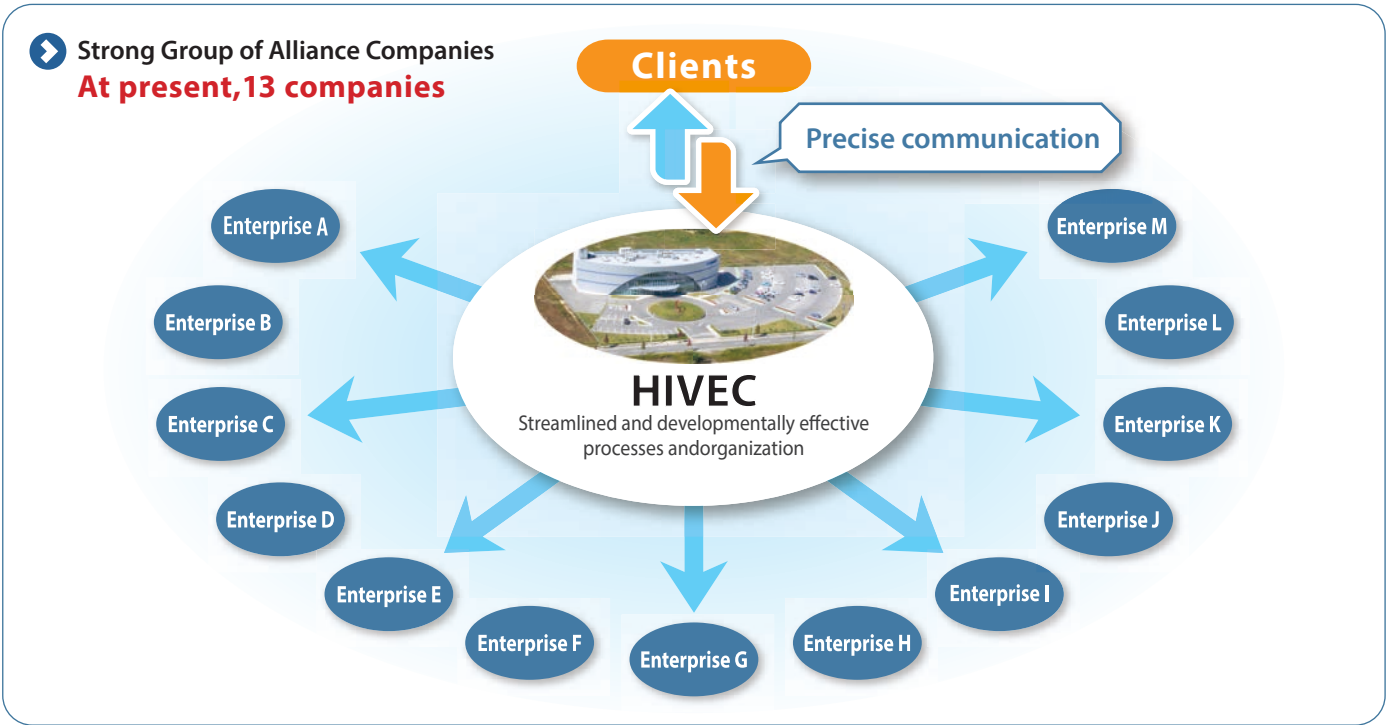 Strong Group of Alliance Companies
At present,13 companies
Clients
Precise communication
Enterprise A
Enterprise M
Enterprise B
Enterprise L
HIVEC
Streamlined and developmentally effective
processes andorganization
Enterprise C
Enterprise K
Enterprise D
Enterprise J
Enterprise E
Enterprise I
Enterprise F
Enterprise H
Enterprise G